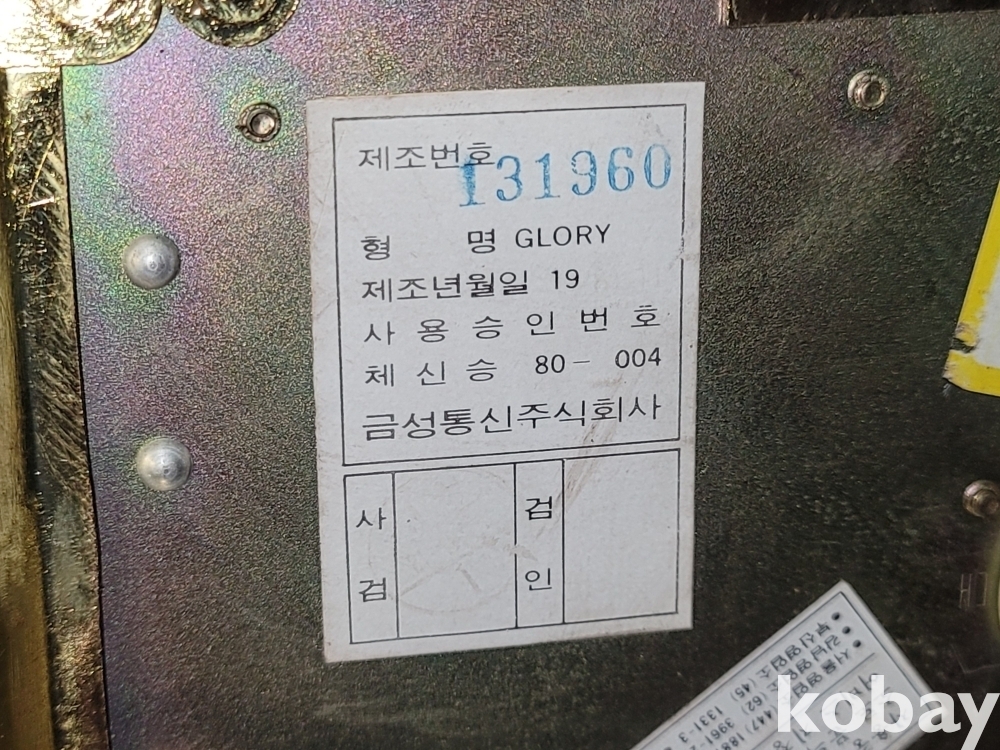 제조번호 131960
형 명 GLORY
제조년월일 19
사용승인번호
체신승 80- 004
금성통신주식회사
사검
검인
kobay